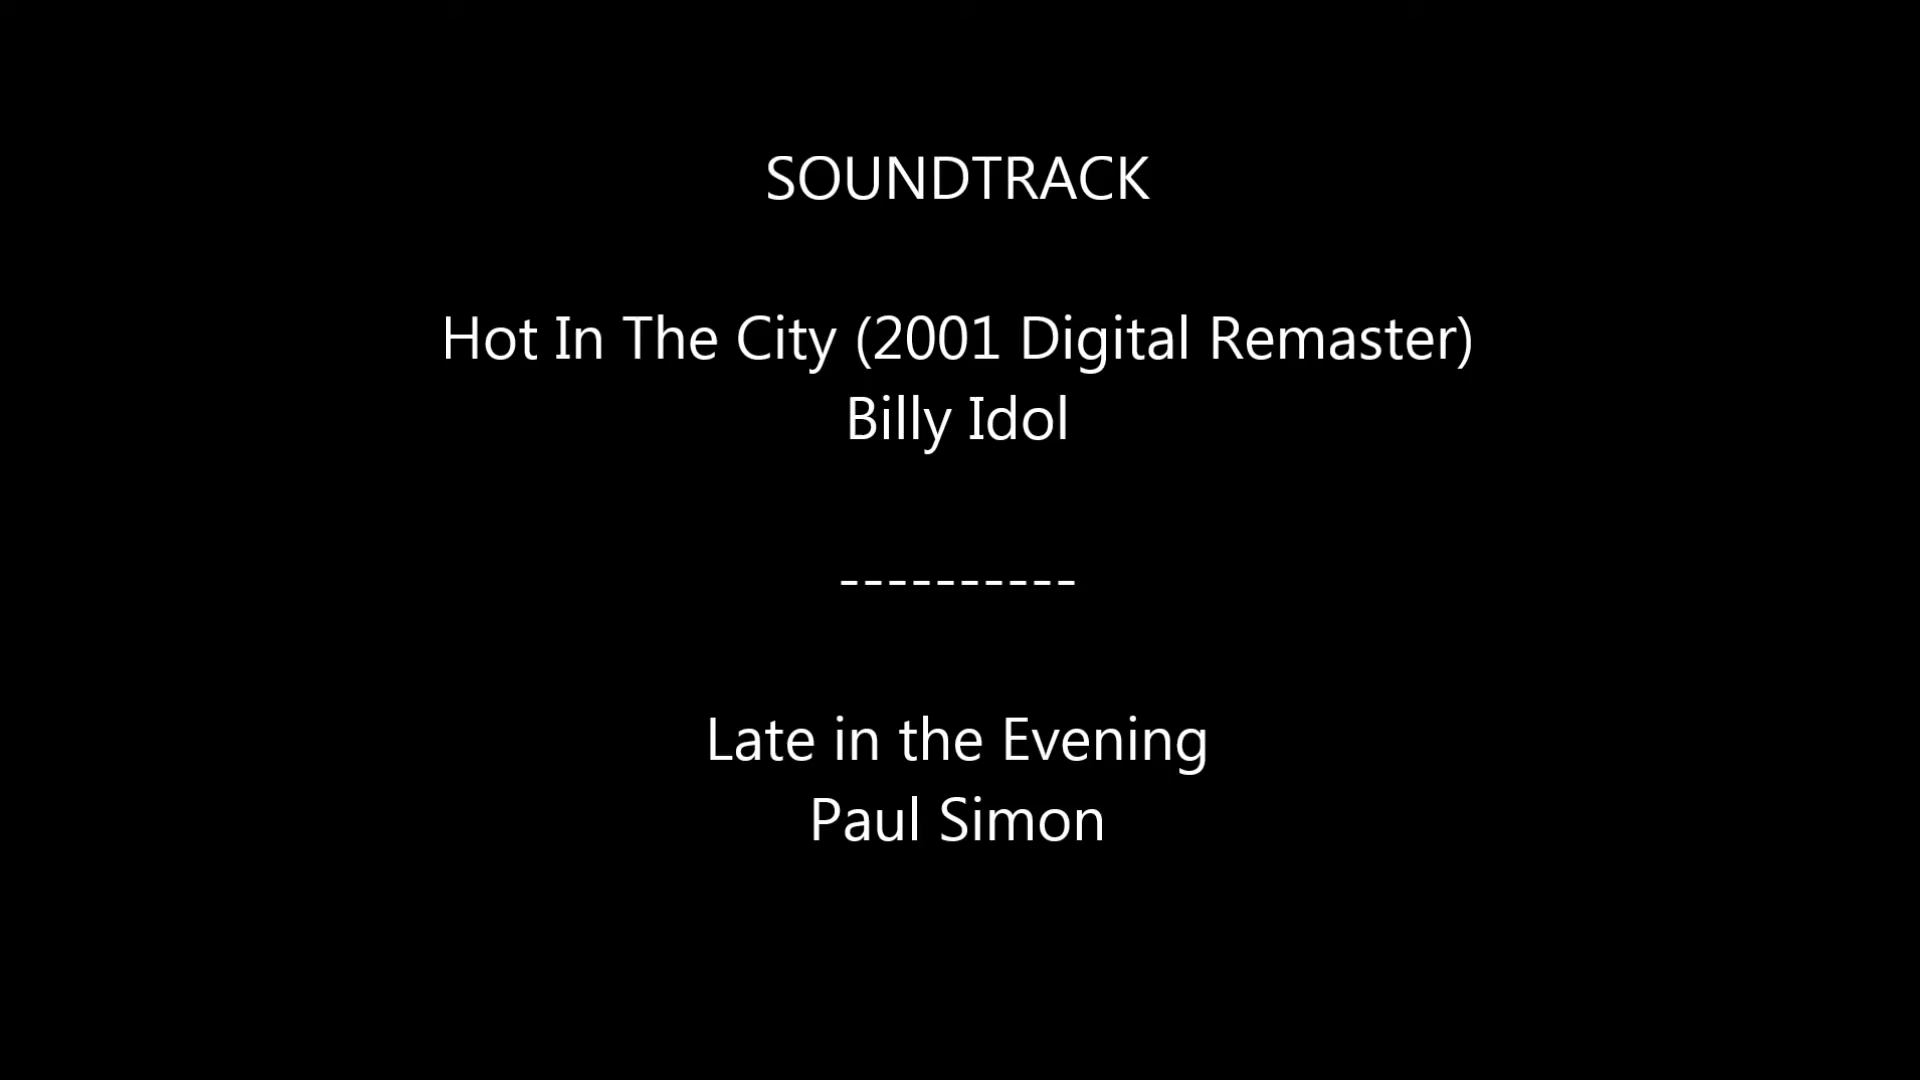 SOUNDTRACK
Hot In The City (2001 Digital Remaster)
Billy Idol
----------
Late in the Evening
Paul Simon